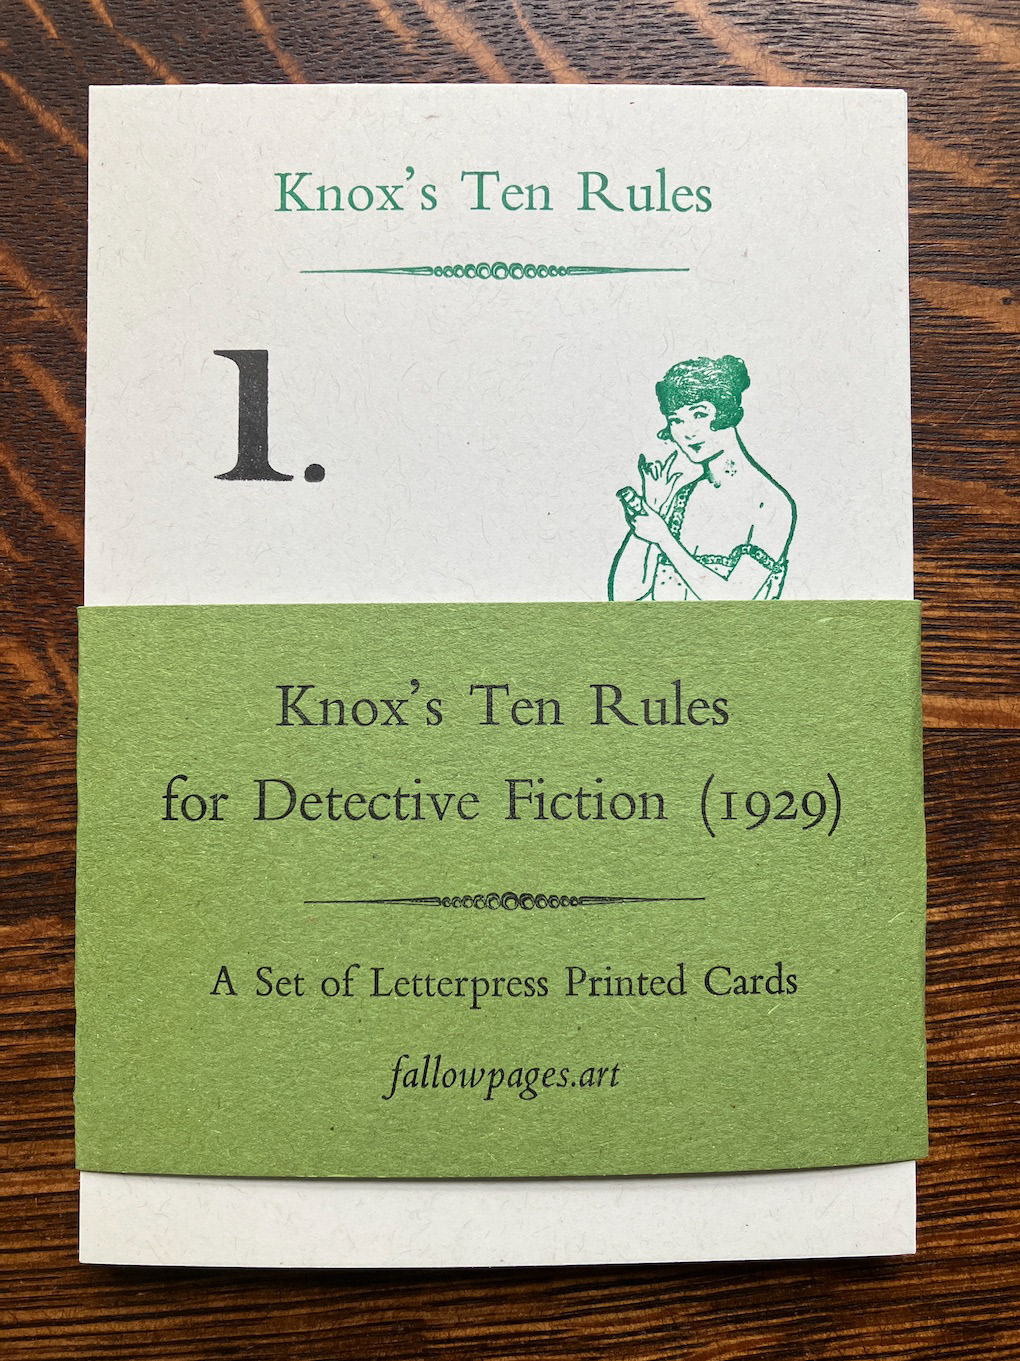 Knox's Ten Rules
1.
Knox's Ten Rules
for Detective Fiction (1929)
A Set of Letterpress Printed Cards
fallowpages.art